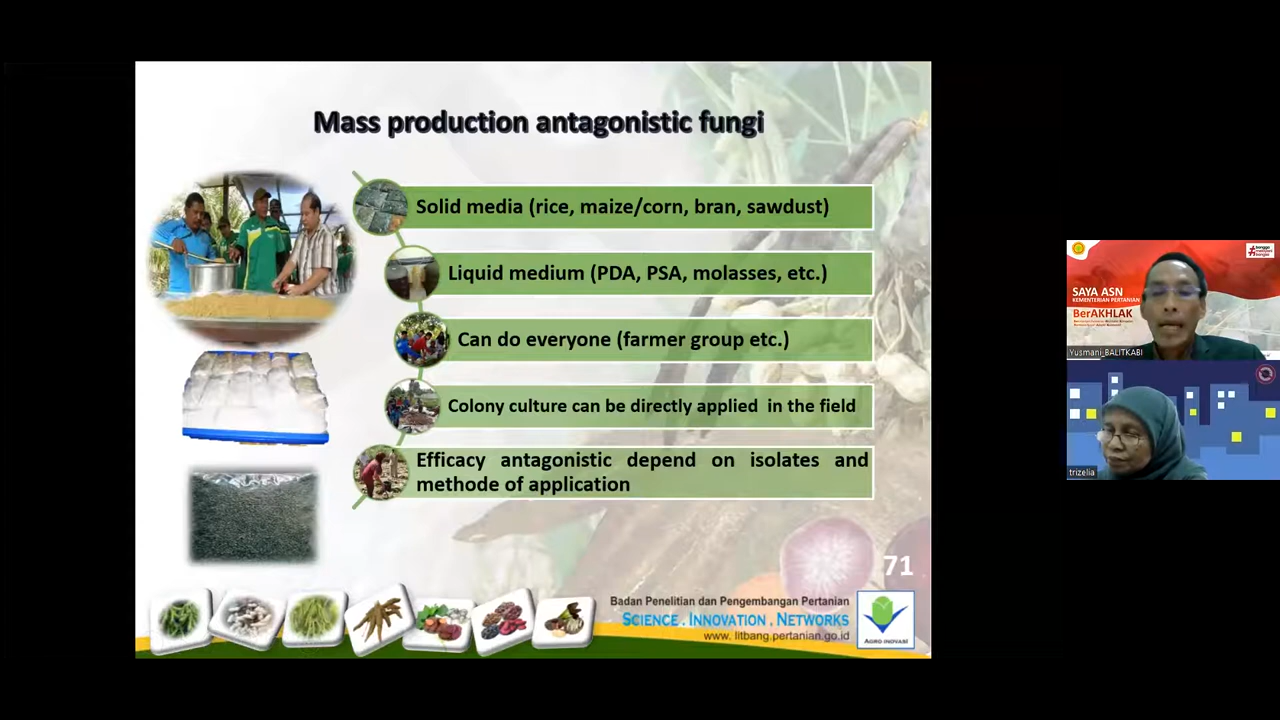 Mass production antagonistic fungi
Solid media (rice, maize/corn, bran, sawdust)
Liquid medium (PDA, PSA, molasses, etc.)
Can do everyone (farmer group etc.)
Colony culture can be directly applied in the field
Efficacy antagonistic depend on isolates and
methode of application
71
Badan Penelitian dan Pengembangan Pertanian
SCIENCE . INNOVATION . NETWORKS
www. litbang.pertanian.go.id
AGRO INOVASI
SAYA ASN
KEMENTERIAN PERTANIAN
BerAKHLAK
Yusmani_BALITKABI
trizelia